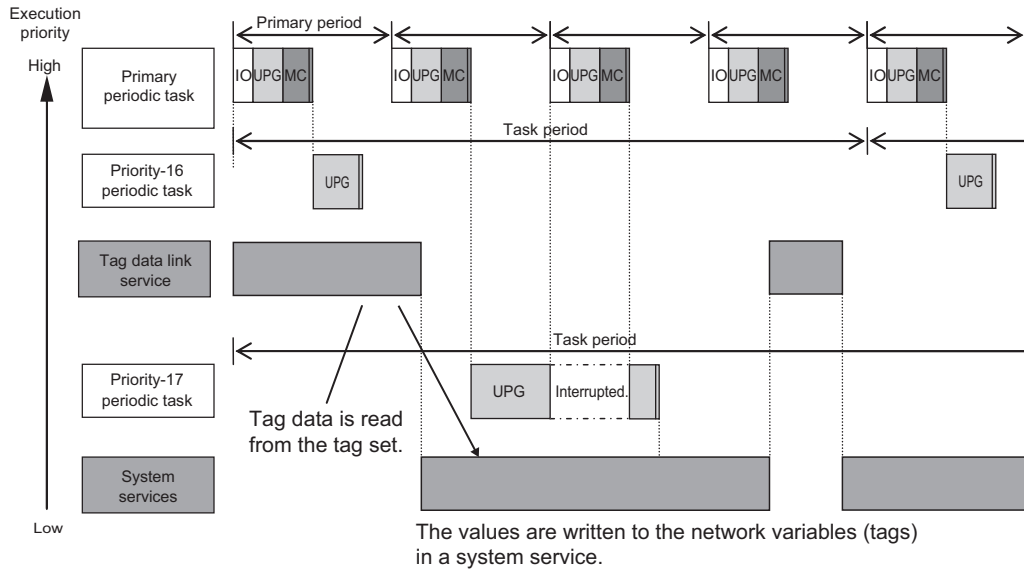 Execution
priority
High
Low
Primary period
Primary
periodic task
IO UPG MC
IO UPG MC
IO UPG MC
IO UPG MC
IO UPG MC
Task period
Priority-16
periodic task
UPG
UPG
Tag data link
service
Task period
Priority-17
periodic task
UPG
Interrupted.
Tag data is read
from the tag set.
System
services
The values are written to the network variables (tags)
in a system service.